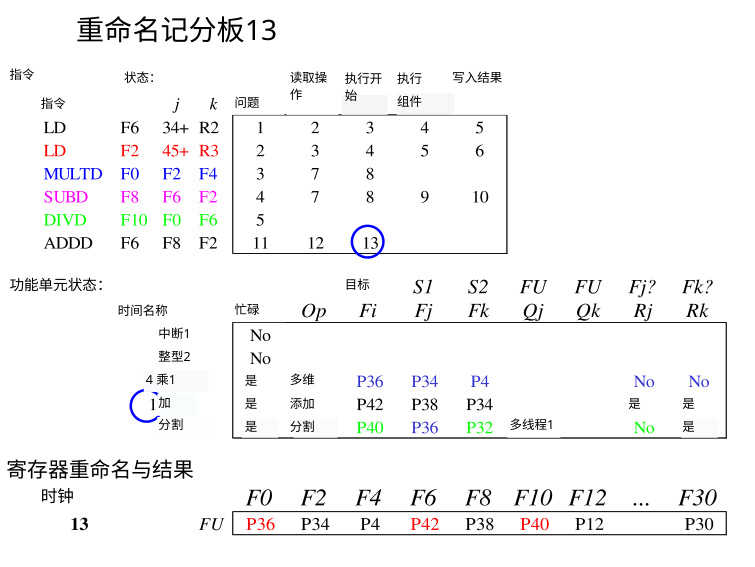 重命名记分板13
指令 状态: 读取操作 执行开始 执行组件 写入结果
指令 j k 问题
LD F6 34+ R2 1 2 3 4 5
LD F2 45+ R3 2 3 4 5 6
MULTD F0 F2 F4 3 7 8
SUBD F8 F6 F2 4 7 8 9 10
DIVD F10 F0 F6 5
ADDD F6 F8 F2 11 12 13
功能单元状态: 目标 S1 S2 FU FU Fj? Fk?
时间名称 忙碌 Op Fi Fj Fk Qj Qk Rj Rk
中断1 No
整型2 No
4 乘1 是 多维 P36 P34 P4 No No
1 加 是 添加 P42 P38 P34 是 是
分割 是 分割 P40 P36 P32 多线程1 No 是
寄存器重命名与结果
时钟 F0 F2 F4 F6 F8 F10 F12 ... F30
13 FU P36 P34 P4 P42 P38 P40 P12 P30